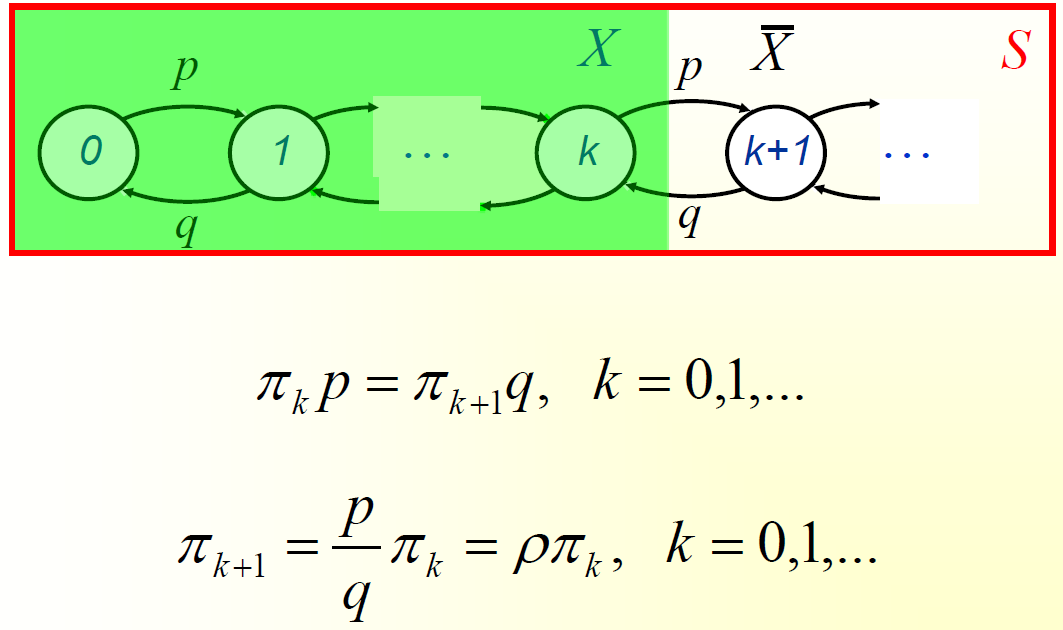 X X̅ S
p p
0 1 ... k k+1 ...
q q
π_k p = π_{k+1} q, k = 0,1,...
π_{k+1} = p/q π_k = ρπ_k, k = 0,1,...